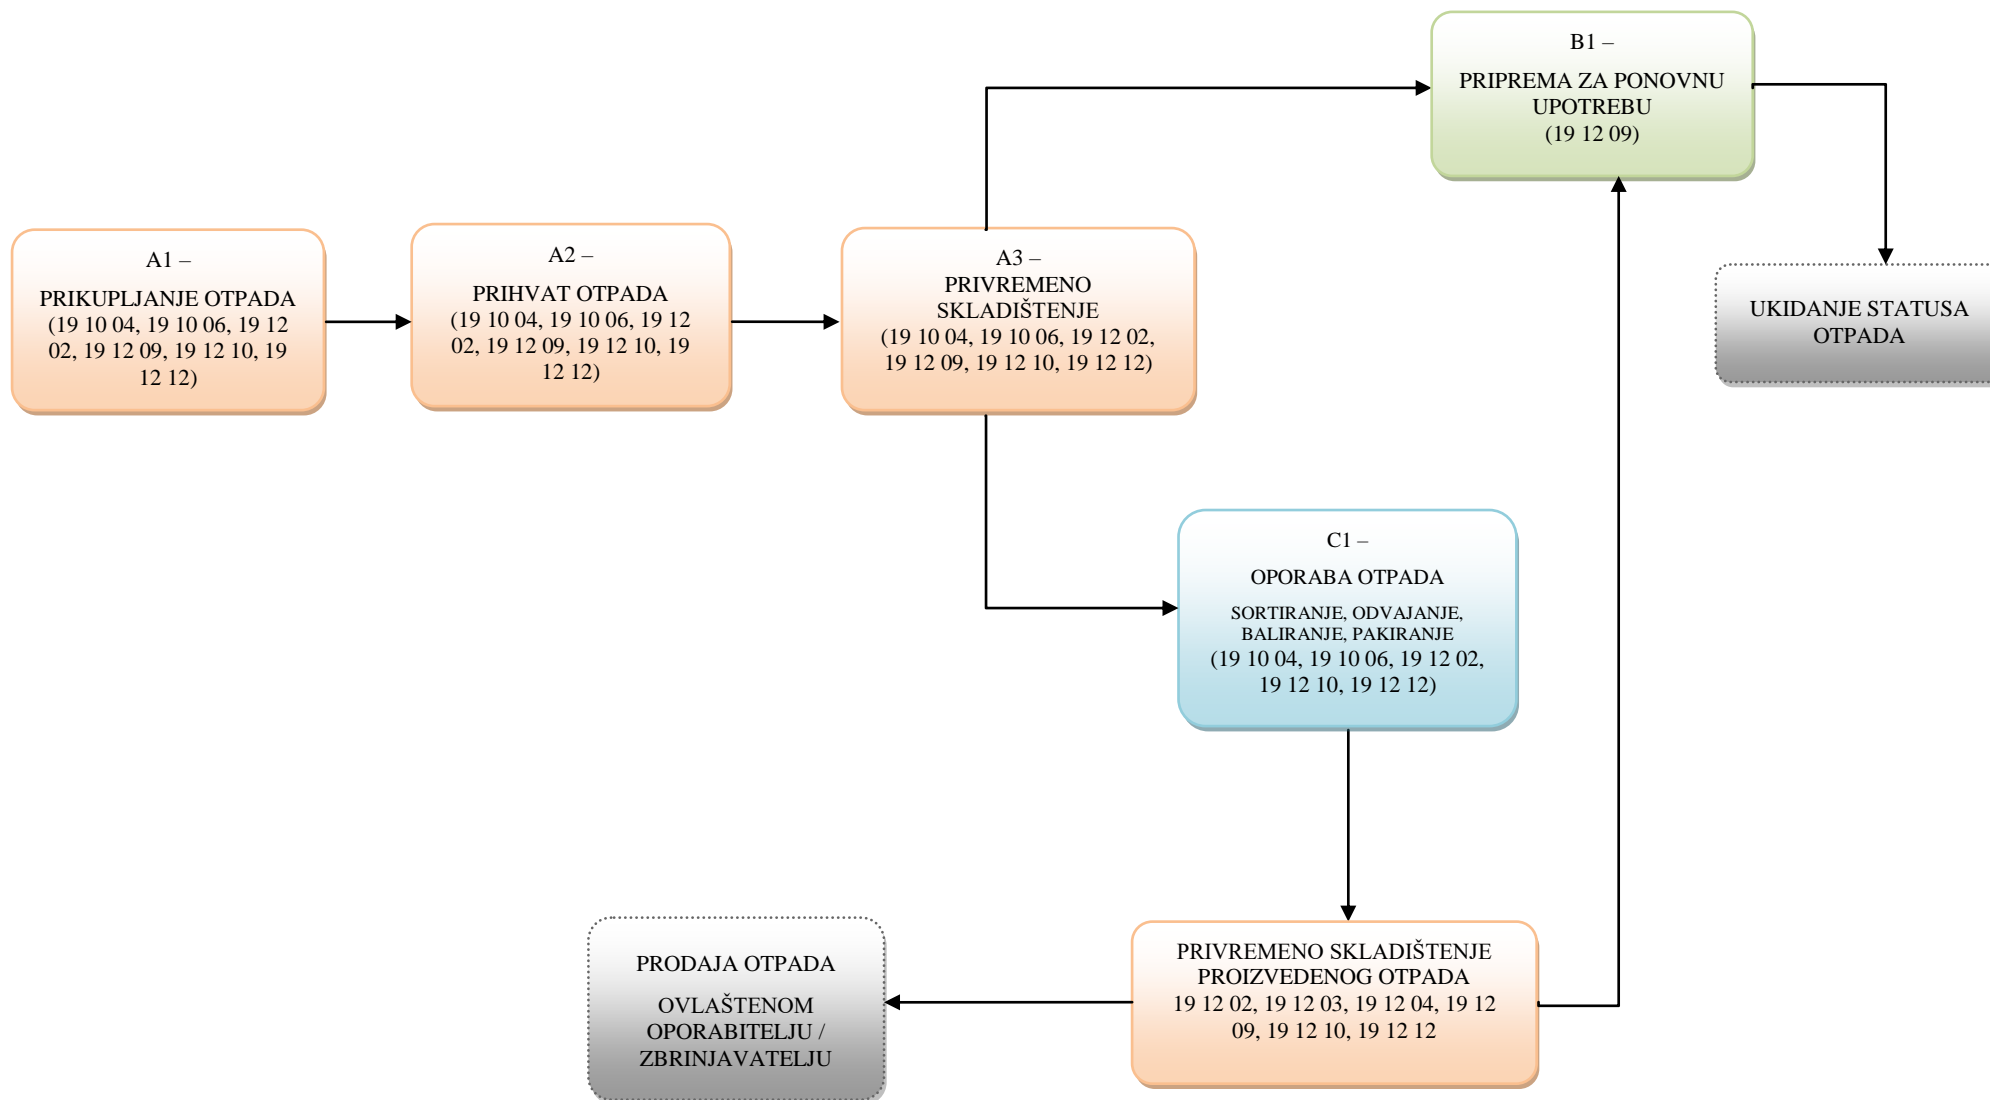 B1 –
PRIPREMA ZA PONOVNU
UPOTREBU
(19 12 09)
A1 –
PRIKUPLJANJE OTPADA
(19 10 04, 19 10 06, 19 12
02, 19 12 09, 19 12 10, 19
12 12)
A2 –
PRIHVAT OTPADA
(19 10 04, 19 10 06, 19 12
02, 19 12 09, 19 12 10, 19
12 12)
A3 –
PRIVREMENO
SKLADIŠTENJE
(19 10 04, 19 10 06, 19 12 02,
19 12 09, 19 12 10, 19 12 12)
UKIDANJE STATUSA
OTPADA
C1 –
OPORABA OTPADA
SORTIRANJE, ODVAJANJE,
BALIRANJE, PAKIRANJE
(19 10 04, 19 10 06, 19 12 02,
19 12 10, 19 12 12)
PRODAJA OTPADA
OVLAŠTENOM
OPORABITELJU /
ZBRINJAVATELJU
PRIVREMENO SKLADIŠTENJE
PROIZVEDENOG OTPADA
19 12 02, 19 12 03, 19 12 04, 19 12
09, 19 12 10, 19 12 12